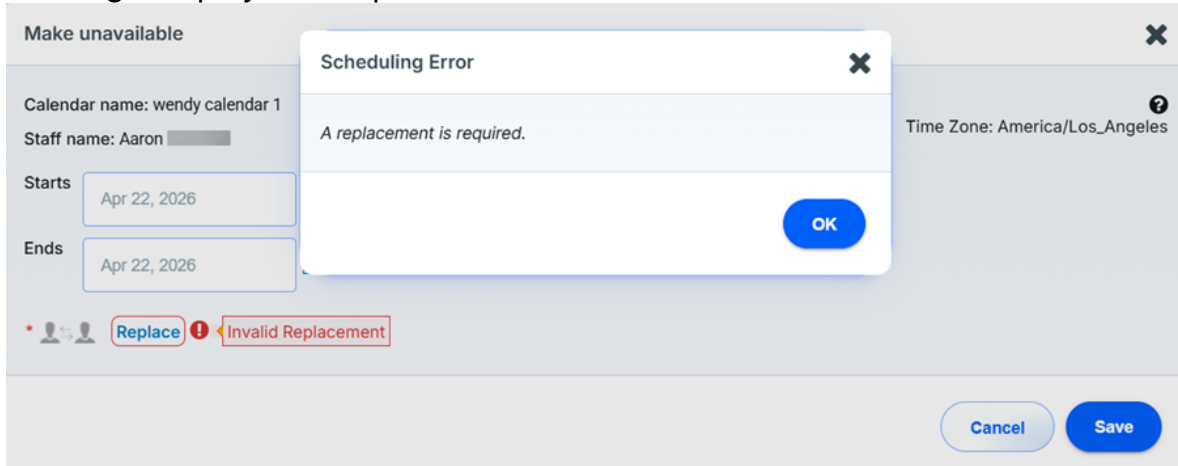 Make unavailable
Scheduling Error
Calendar name: wendy calendar 1
Staff name: Aaron
A replacement is required.
Time Zone: America/Los_Angeles
Starts
Apr 22, 2026
OK
Ends
Apr 22, 2026
* Replace Invalid Replacement
Cancel
Save